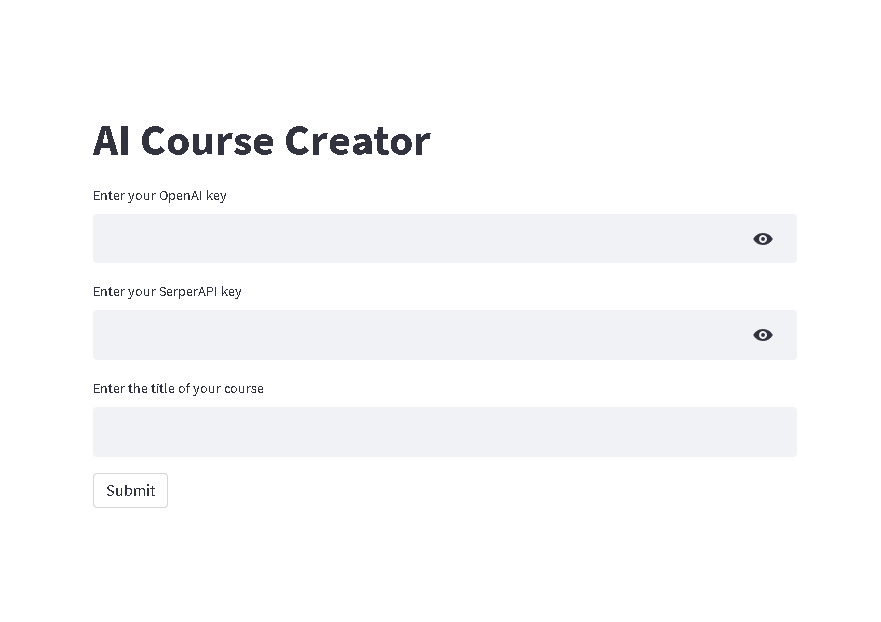 AI Course Creator
Enter your OpenAI key
Enter your SerperAPI key
Enter the title of your course
Submit